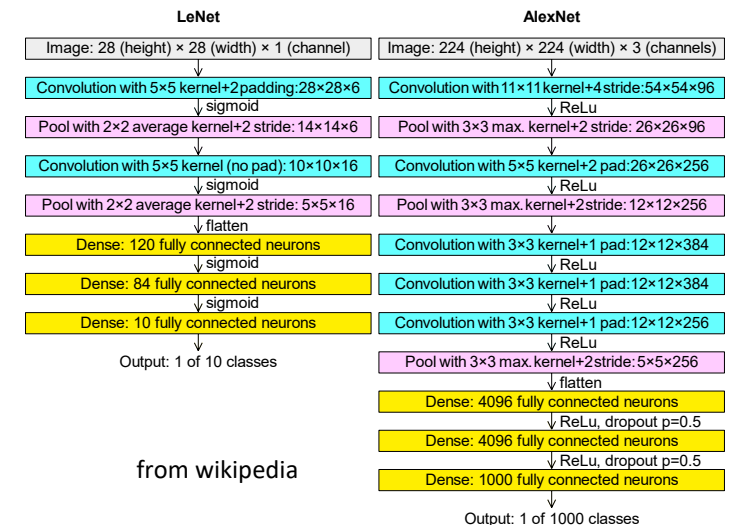 LeNet
Image: 28 (height) × 28 (width) × 1 (channel)
Convolution with 5×5 kernel+2 padding:28×28×6
sigmoid
Pool with 2×2 average kernel+2 stride: 14×14×6
Convolution with 5×5 kernel (no pad): 10×10×16
sigmoid
Pool with 2×2 average kernel+2 stride: 5×5×16
flatten
Dense: 120 fully connected neurons
sigmoid
Dense: 84 fully connected neurons
sigmoid
Dense: 10 fully connected neurons
Output: 1 of 10 classes
from wikipedia
AlexNet
Image: 224 (height) × 224 (width) × 3 (channels)
Convolution with 11×11 kernel+4 stride: 54×54×96
ReLu
Pool with 3×3 max. kernel+2 stride: 26×26×96
Convolution with 5×5 kernel+2 pad:26×26×256
ReLu
Pool with 3×3 max. kernel+2stride: 12×12×256
Convolution with 3×3 kernel+1 pad:12×12×384
ReLu
Convolution with 3×3 kernel+1 pad:12×12×384
ReLu
Convolution with 3×3 kernel+1 pad:12×12×256
ReLu
Pool with 3×3 max. kernel+2stride: 5×5×256
flatten
Dense: 4096 fully connected neurons
ReLu, dropout p=0.5
Dense: 4096 fully connected neurons
ReLu, dropout p=0.5
Dense: 1000 fully connected neurons
Output: 1 of 1000 classes